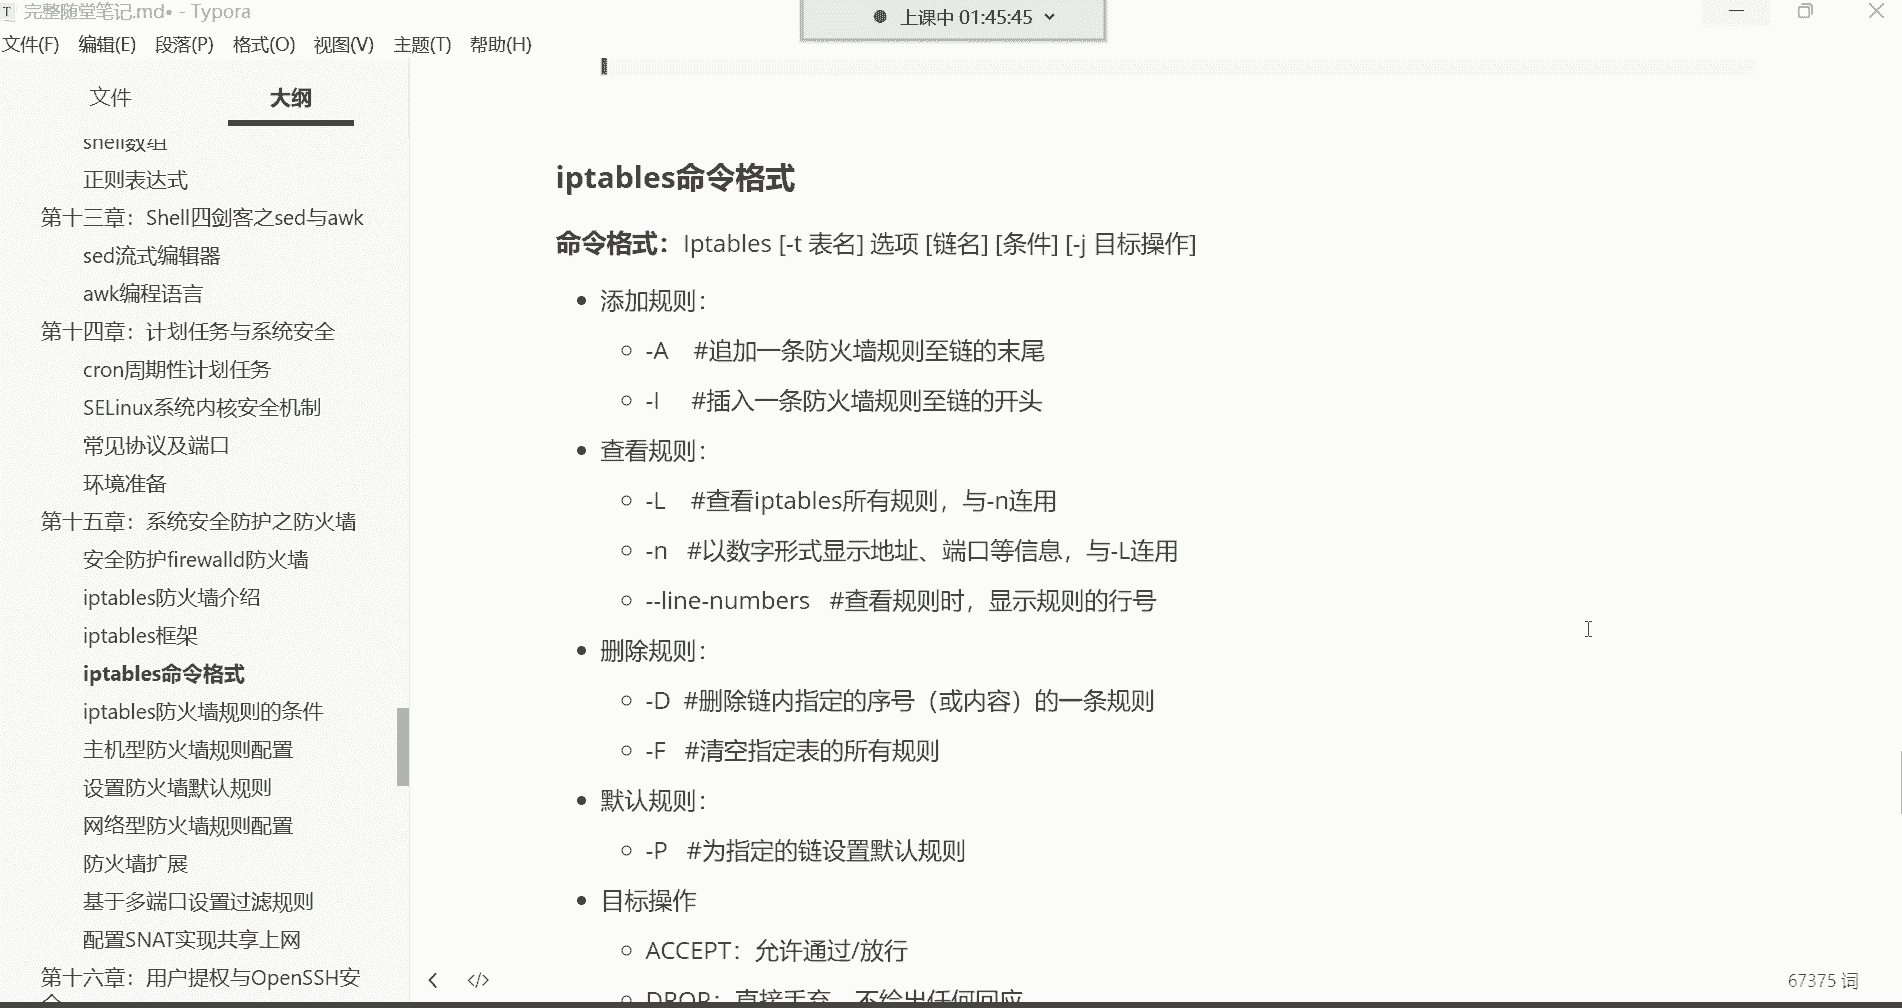 T 完整随堂笔记.md• - Typora
上课中 01:45:45
文件(F) 编辑(E) 段落(P) 格式(O) 视图(V) 主题(T) 帮助(H)
文件 大纲
shell数组
正则表达式
第十三章：Shell四剑客之sed与awk
sed流式编辑器
awk编程语言
第十四章：计划任务与系统安全
cron周期性计划任务
SELinux系统内核安全机制
常见协议及端口
环境准备
第十五章：系统安全防护之防火墙
安全防护firewalld防火墙
iptables防火墙介绍
iptables框架
iptables命令格式
iptables防火墙规则的条件
主机型防火墙规则配置
设置防火墙默认规则
网络型防火墙规则配置
防火墙扩展
基于多端口设置过滤规则
配置SNAT实现共享上网
第十六章：用户提权与OpenSSH安
iptables命令格式
命令格式：Iptables [-t 表名] 选项 [链名] [条件] [-j 目标操作]
添加规则：
-A #追加一条防火墙规则至链的末尾
-I #插入一条防火墙规则至链的开头
查看规则：
-L #查看iptables所有规则，与-n连用
-n #以数字形式显示地址、端口等信息，与-L连用
--line-numbers #查看规则时，显示规则的行号
删除规则：
-D #删除链内指定的序号（或内容）的一条规则
-F #清空指定表的所有规则
默认规则：
-P #为指定的链设置默认规则
目标操作
ACCEPT：允许通过/放行
DROP：直接丢弃，不给出任何回应
</> 67375 词